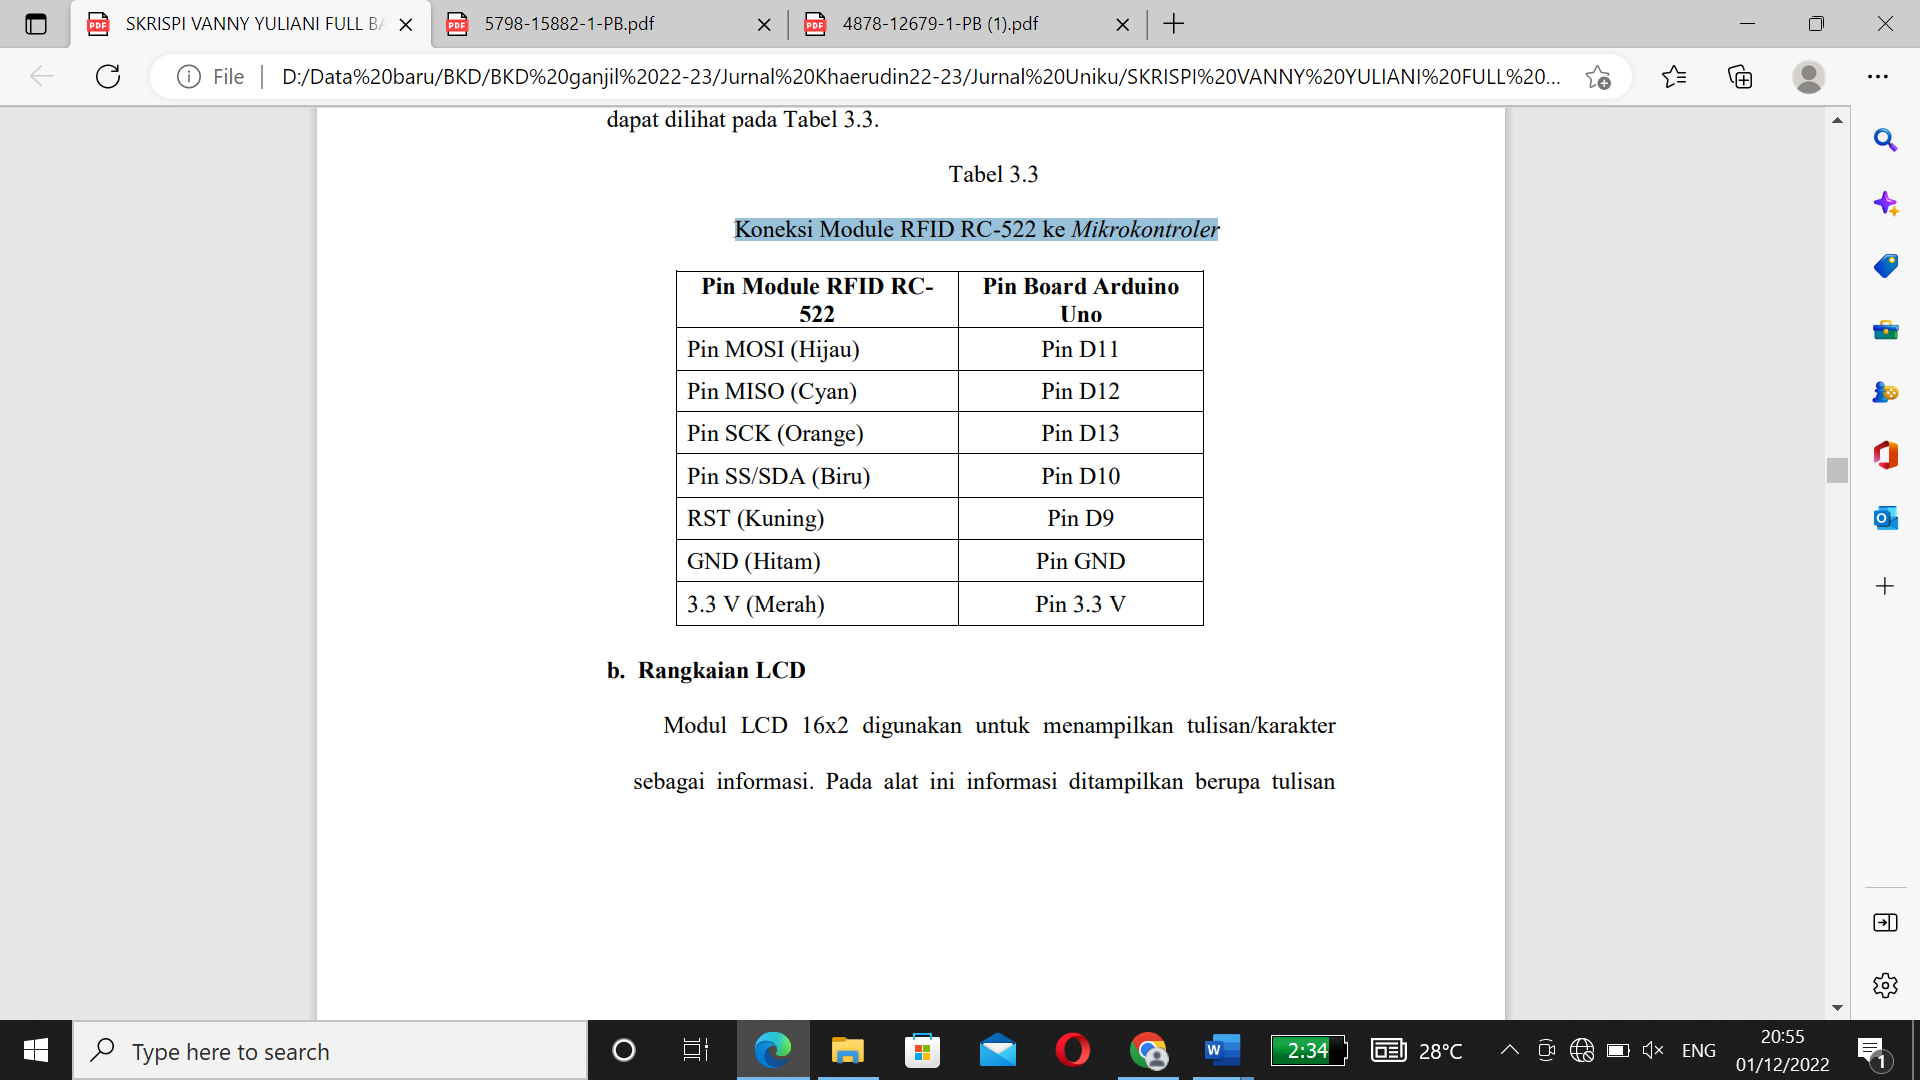 SKRISPI VANNY YULIANI FULL BA
5798-15882-1-PB.pdf
4878-12679-1-PB (1).pdf
File
D:/Data%20baru/BKD/BKD%20ganjil%2022-23/Jurnal%20Khaerudin22-23/Jurnal%20Uniku/SKRISPI%20VANNY%20YULIANI%20FULL%20...
dapat dilihat pada Tabel 3.3.
Tabel 3.3
Koneksi Module RFID RC-522 ke Mikrokontroler
Pin Module RFID RC-
522
Pin Board Arduino
Uno
Pin MOSI (Hijau)
Pin D11
Pin MISO (Cyan)
Pin D12
Pin SCK (Orange)
Pin D13
Pin SS/SDA (Biru)
Pin D10
RST (Kuning)
Pin D9
GND (Hitam)
Pin GND
3.3 V (Merah)
Pin 3.3 V
b. Rangkaian LCD
Modul LCD 16x2 digunakan untuk menampilkan tulisan/karakter
sebagai informasi. Pada alat ini informasi ditampilkan berupa tulisan
Type here to search
2:34
28°C
ENG
20:55
01/12/2022
1